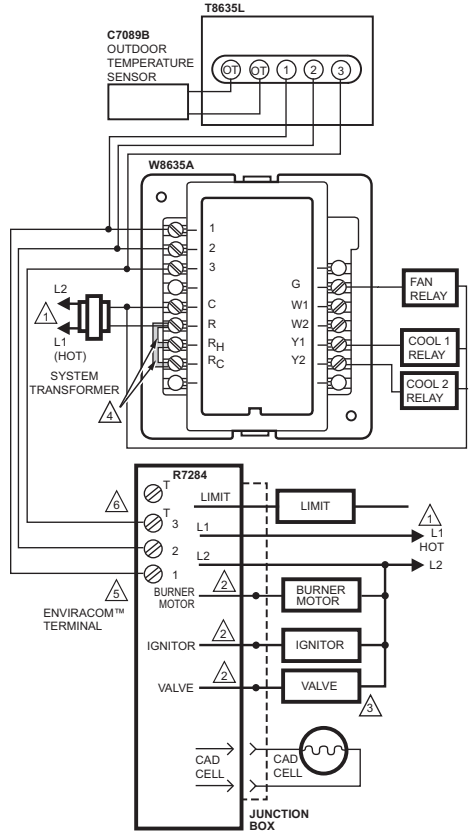 T8635L
C7089B
OUTDOOR
TEMPERATURE
SENSOR
OT OT 1 2 3
W8635A
1
2
3
C
R
RH
RC
G
W1
W2
Y1
Y2
FAN
RELAY
COOL 1
RELAY
COOL 2
RELAY
L2
1
L1
(HOT)
SYSTEM
TRANSFORMER
4
R7284
T
6
T
3
2
1
5
ENVIRACOM™
TERMINAL
LIMIT
LIMIT
L1
1
L1
HOT
L2
L2
BURNER
MOTOR
2
BURNER
MOTOR
IGNITOR
2
IGNITOR
VALVE
2
VALVE
3
CAD
CELL
CAD
CELL
JUNCTION
BOX